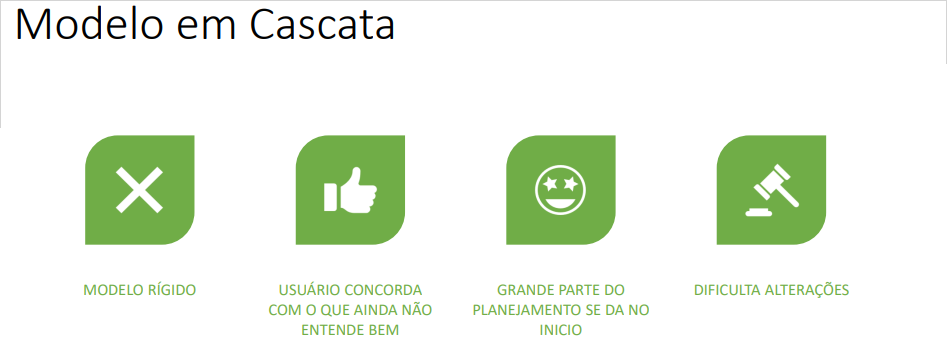 Modelo em Cascata
MODELO RÍGIDO
USUÁRIO CONCORDA
COM O QUE AINDA NÃO
ENTENDE BEM
GRANDE PARTE DO
PLANEJAMENTO SE DA NO
INICIO
DIFICULTA ALTERAÇÕES